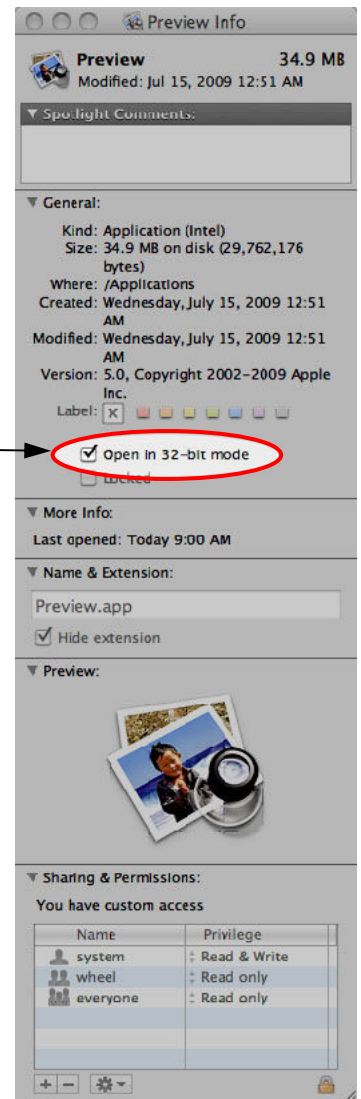 Preview Info
Preview 34.9 MB
Modified: Jul 15, 2009 12:51 AM
Spotlight Comments:
General:
Kind: Application (Intel)
Size: 34.9 MB on disk (29,762,176
bytes)
Where: /Applications
Created: Wednesday, July 15, 2009 12:51
AM
Modified: Wednesday, July 15, 2009 12:51
AM
Version: 5.0, Copyright 2002-2009 Apple
Inc.
Label: x
Open in 32-bit mode
Locked
More Info:
Last opened: Today 9:00 AM
Name & Extension:
Preview.app
Hide extension
Preview:
Sharing & Permissions:
You have custom access
Name Privilege
system Read & Write
wheel Read only
everyone Read only